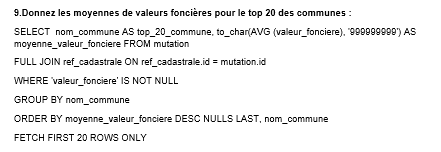 9.Donnez les moyennes de valeurs foncières pour le top 20 des communes :
SELECT nom_commune AS top_20_commune, to_char(AVG (valeur_fonciere), '999999999') AS
moyenne_valeur_fonciere FROM mutation
FULL JOIN ref_cadastrale ON ref_cadastrale.id = mutation.id
WHERE 'valeur_fonciere' IS NOT NULL
GROUP BY nom_commune
ORDER BY moyenne_valeur_fonciere DESC NULLS LAST, nom_commune
FETCH FIRST 20 ROWS ONLY